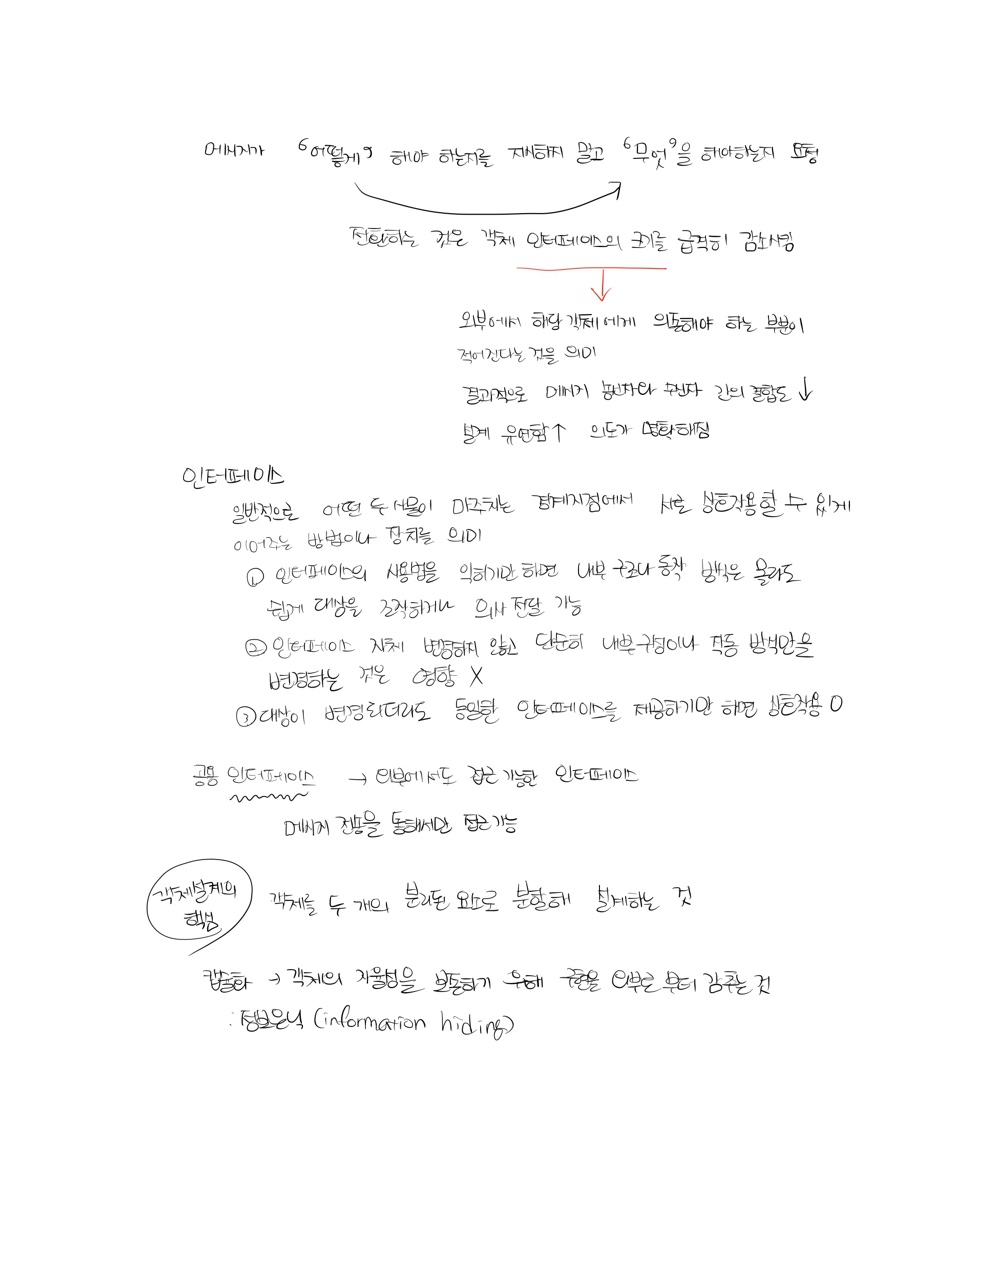 메시지가 '어떻게' 해야 하는지를 지시하지 말고 '무엇'을 해야하는지 요청
전환하는 것은 객체 인터페이스의 크기를 급격히 감소시킴
외부에서 해당 객체에게 의존해야 하는 부분이
적어진다는 것을 의미
결과적으로 메시지 송신자와 수신자 간의 결합도 ↓
설계 유연함 ↑ 의도가 명확해짐
인터페이스
일반적으로 어떤 두 사물이 마주치는 경계지점에서 서로 상호작용할 수 있게
이어주는 방법이나 장치를 의미
① 인터페이스의 사용법을 익히기만 하면 내부 구조나 동작 방식은 몰라도
쉽게 대상을 조작하거나 의사 전달 가능
② 인터페이스 자체 변경하지 않고 단순히 내부 구성이나 작동 방식만을
변경하는 것은 영향 X
③ 대상이 변경되더라도 동일한 인터페이스를 제공하기만 하면 상호작용 O
공용 인터페이스 → 외부에서도 접근 가능한 인터페이스
메시지 전송을 통해서만 접근 가능
객체설계의
핵심
객체를 두 개의 분리된 요소로 분할해 설계하는 것
캡슐화 → 객체의 자율성을 보존하기 위해 구현을 외부로 부터 감추는 것
: 정보은닉 (information hiding)